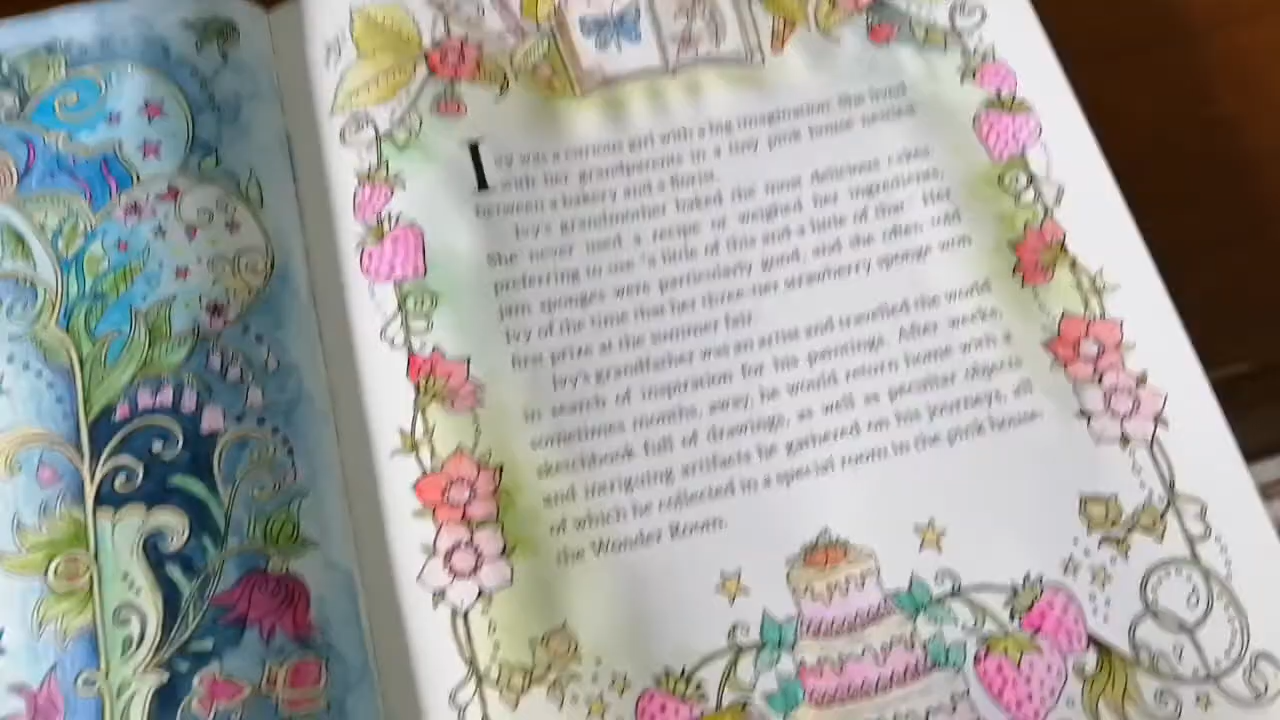 Ivy was a curious girl with a big imagination. She lived
with her grandparents in a tiny pink house nestled
between a bakery and a florist.
Ivy's grandmother baked the most delicious cakes.
She never used a recipe or weighed her ingredients,
preferring to use 'a little of this and a little of that'. Her
jam sponges were particularly good, and she often told
Ivy of the time that her three-tier strawberry sponge won
first prize at the summer fair.
Ivy's grandfather was an artist and travelled the world
in search of inspiration for his paintings. After weeks,
sometimes months, away, he would return home with a
sketchbook full of drawings, as well as peculiar objects
and intriguing artifacts he gathered on his journeys, all
of which he collected in a special room in the pink house:
the Wonder Room.